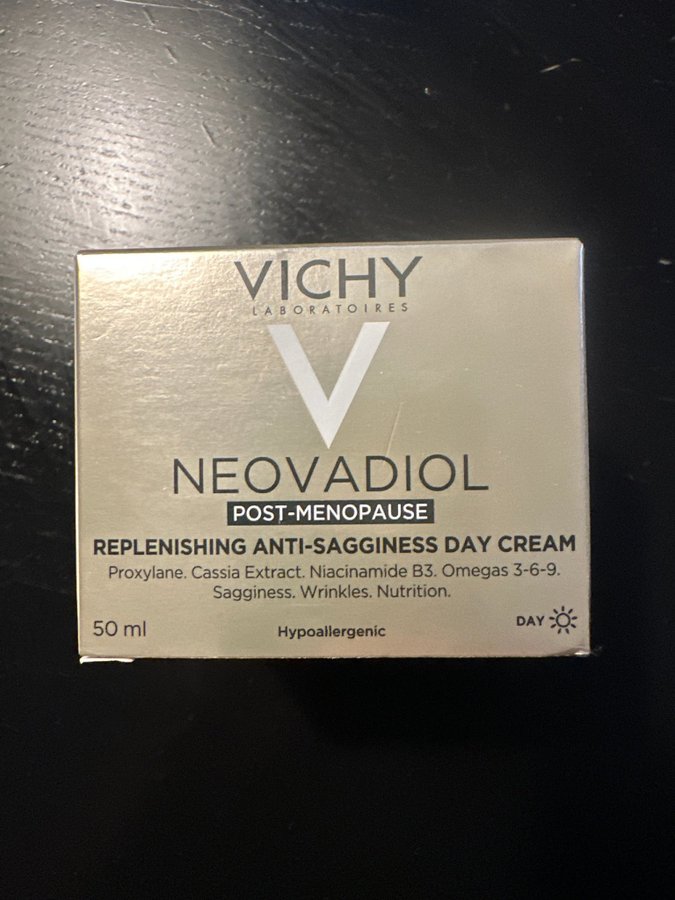 VICHY
LABORATOIRES
V
NEOVADIOL
POST-MENOPAUSE
REPLENISHING ANTI-SAGGINESS DAY CREAM
Proxylane. Cassia Extract. Niacinamide B3. Omegas 3-6-9.
Sagginess. Wrinkles. Nutrition.
50 ml Hypoallergenic DAY